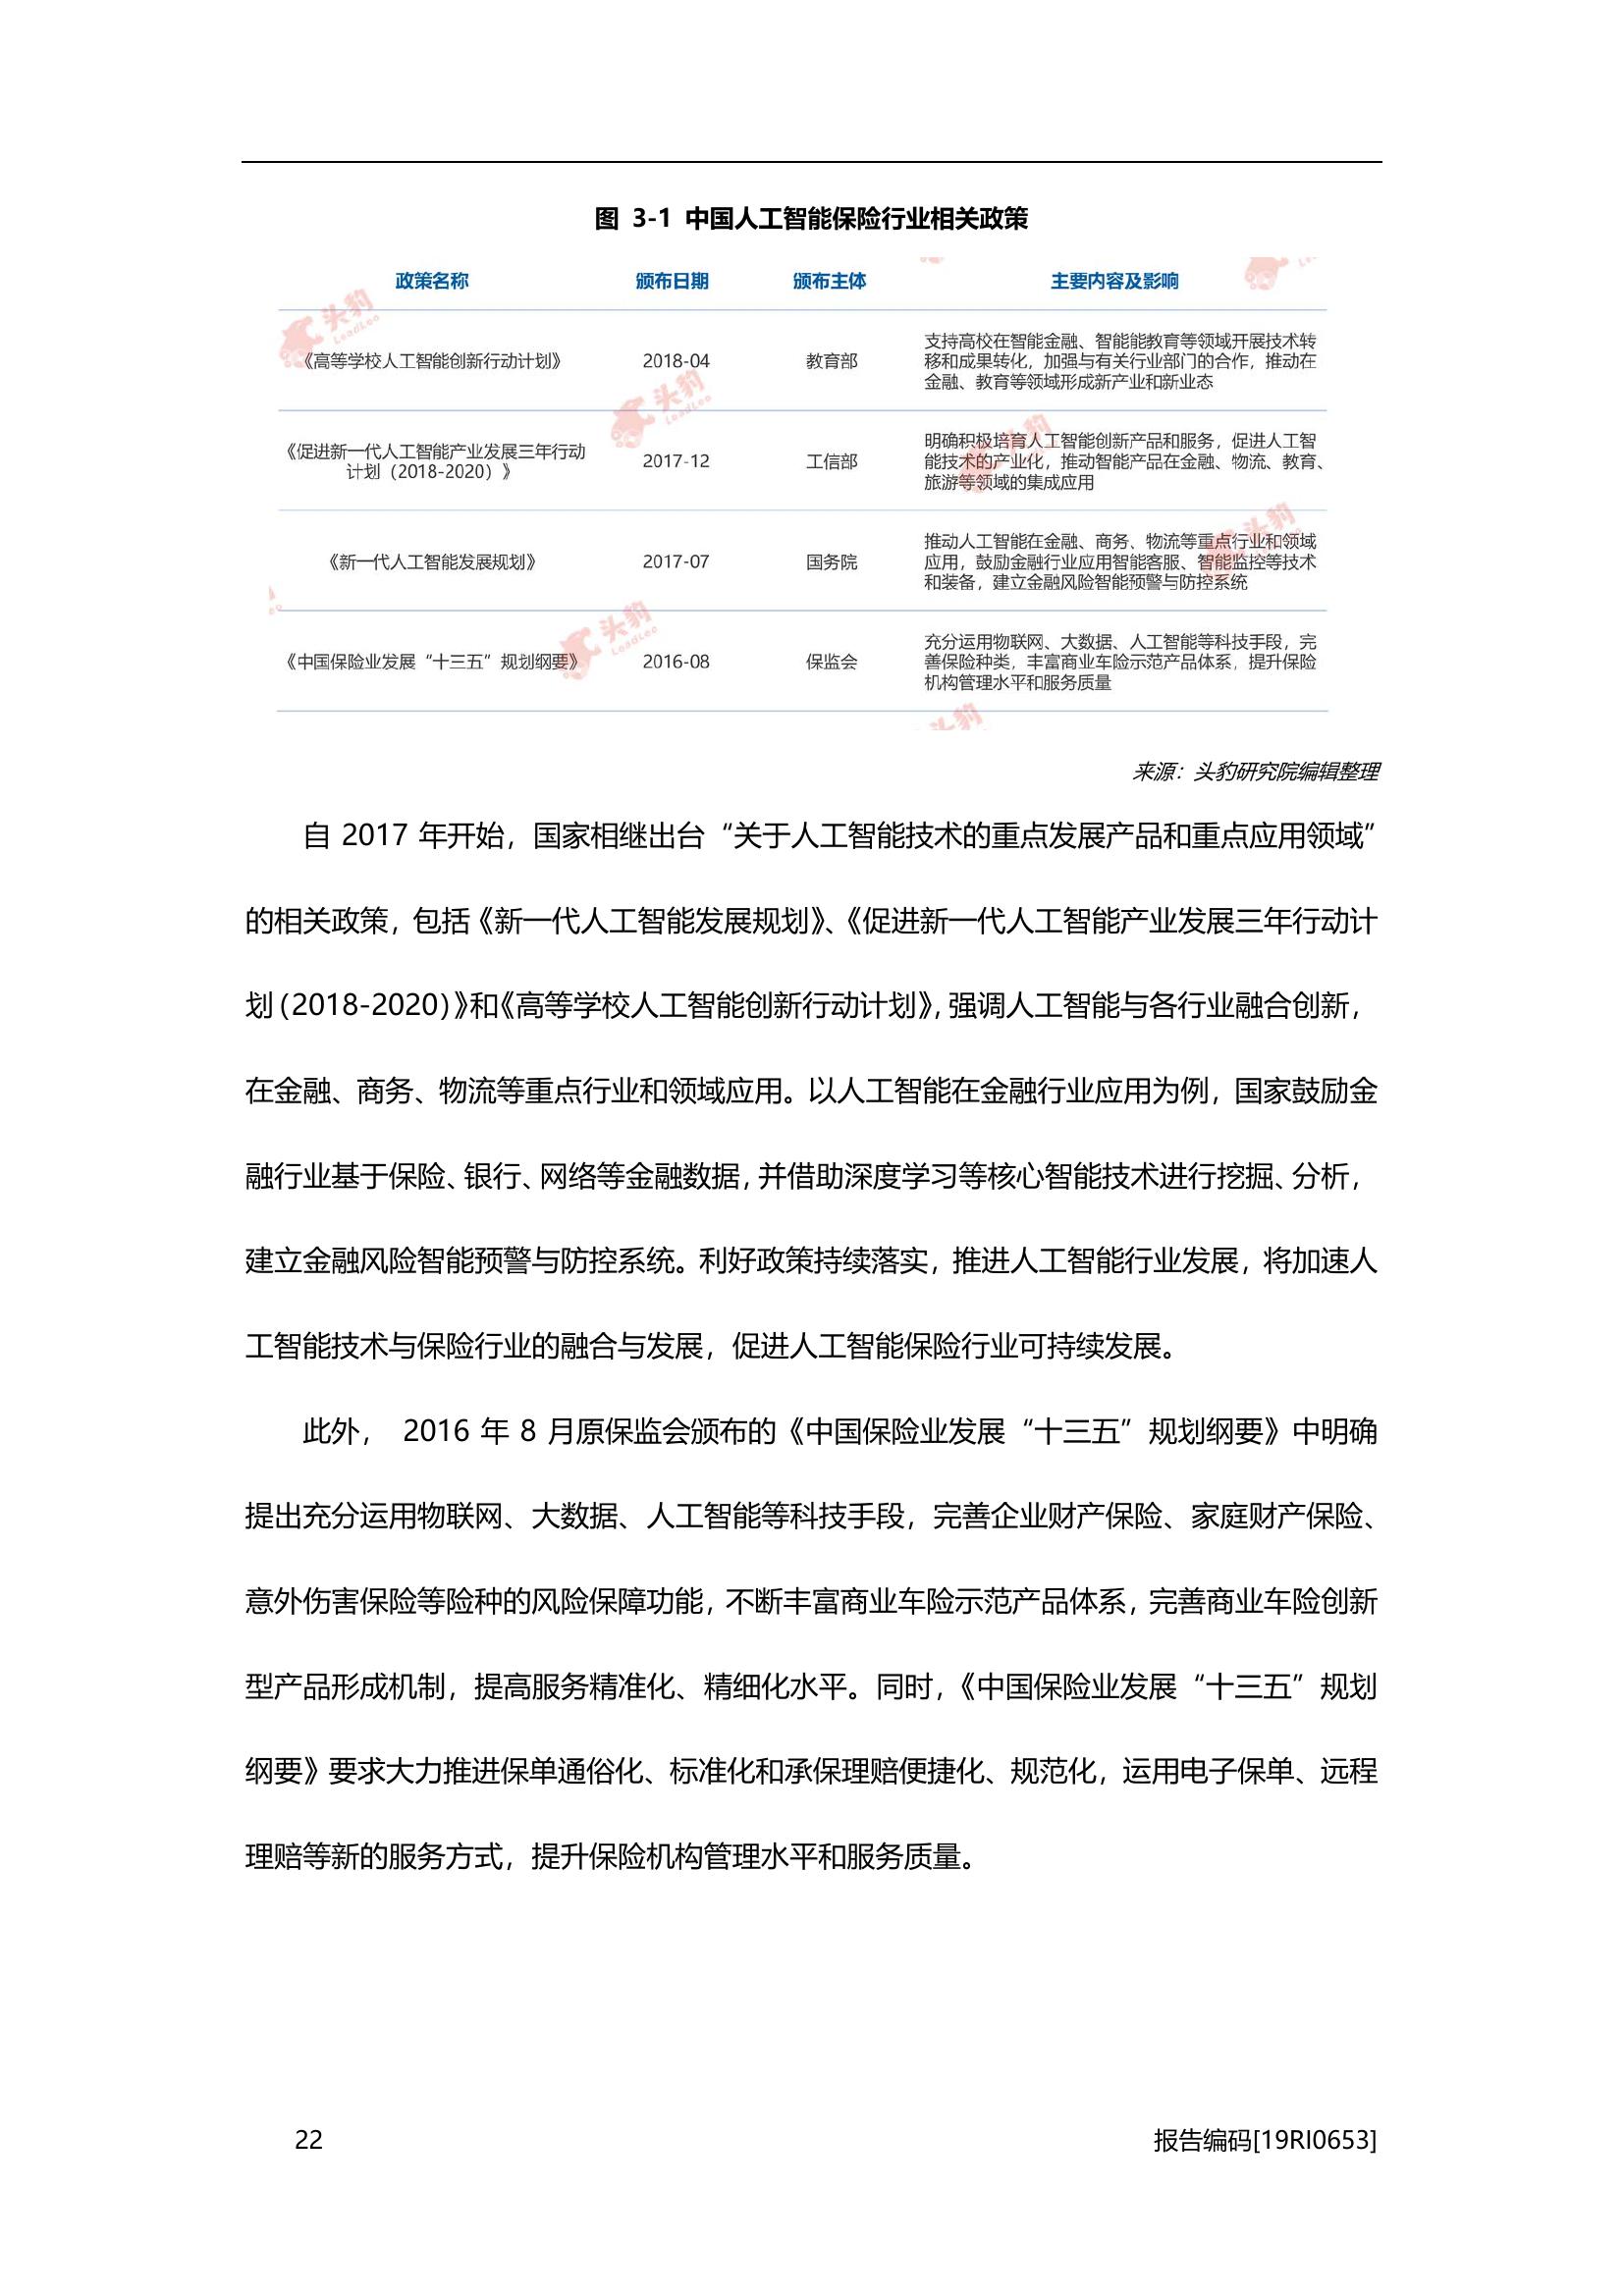 图 3-1 中国人工智能保险行业相关政策
政策名称 颁布日期 颁布主体 主要内容及影响
《高等学校人工智能创新行动计划》 2018-04 教育部
支持高校在智能金融、智能能教育等领域开展技术转
移和成果转化，加强与有关行业部门的合作，推动在
金融、教育等领域形成新产业和新业态
《促进新一代人工智能产业发展三年行动
计划（2018-2020）》
2017-12 工信部
明确积极培育人工智能创新产品和服务，促进人工智
能技术的产业化，推动智能产品在金融、物流、教育、
旅游等领域的集成应用
《新一代人工智能发展规划》 2017-07 国务院
推动人工智能在金融、商务、物流等重点行业和领域
应用，鼓励金融行业应用智能客服、智能监控等技术
和装备，建立金融风险智能预警与防控系统
《中国保险业发展“十三五”规划纲要》 2016-08 保监会
充分运用物联网、大数据、人工智能等科技手段，完
善保险种类，丰富商业车险示范产品体系，提升保险
机构管理水平和服务质量
头豹
LeadLeo
头豹
LeadLeo
头豹
头豹
头豹
LeadLeo
头豹
来源：头豹研究院编辑整理
自 2017 年开始，国家相继出台“关于人工智能技术的重点发展产品和重点应用领域”
的相关政策，包括《新一代人工智能发展规划》、《促进新一代人工智能产业发展三年行动计
划（2018-2020）》和《高等学校人工智能创新行动计划》，强调人工智能与各行业融合创新，
在金融、商务、物流等重点行业和领域应用。以人工智能在金融行业应用为例，国家鼓励金
融行业基于保险、银行、网络等金融数据，并借助深度学习等核心智能技术进行挖掘、分析，
建立金融风险智能预警与防控系统。利好政策持续落实，推进人工智能行业发展，将加速人
工智能技术与保险行业的融合与发展，促进人工智能保险行业可持续发展。
此外， 2016 年 8 月原保监会颁布的《中国保险业发展“十三五”规划纲要》中明确
提出充分运用物联网、大数据、人工智能等科技手段，完善企业财产保险、家庭财产保险、
意外伤害保险等险种的风险保障功能，不断丰富商业车险示范产品体系，完善商业车险创新
型产品形成机制，提高服务精准化、精细化水平。同时，《中国保险业发展“十三五”规划
纲要》要求大力推进保单通俗化、标准化和承保理赔便捷化、规范化，运用电子保单、远程
理赔等新的服务方式，提升保险机构管理水平和服务质量。
22 报告编码[19RI0653]